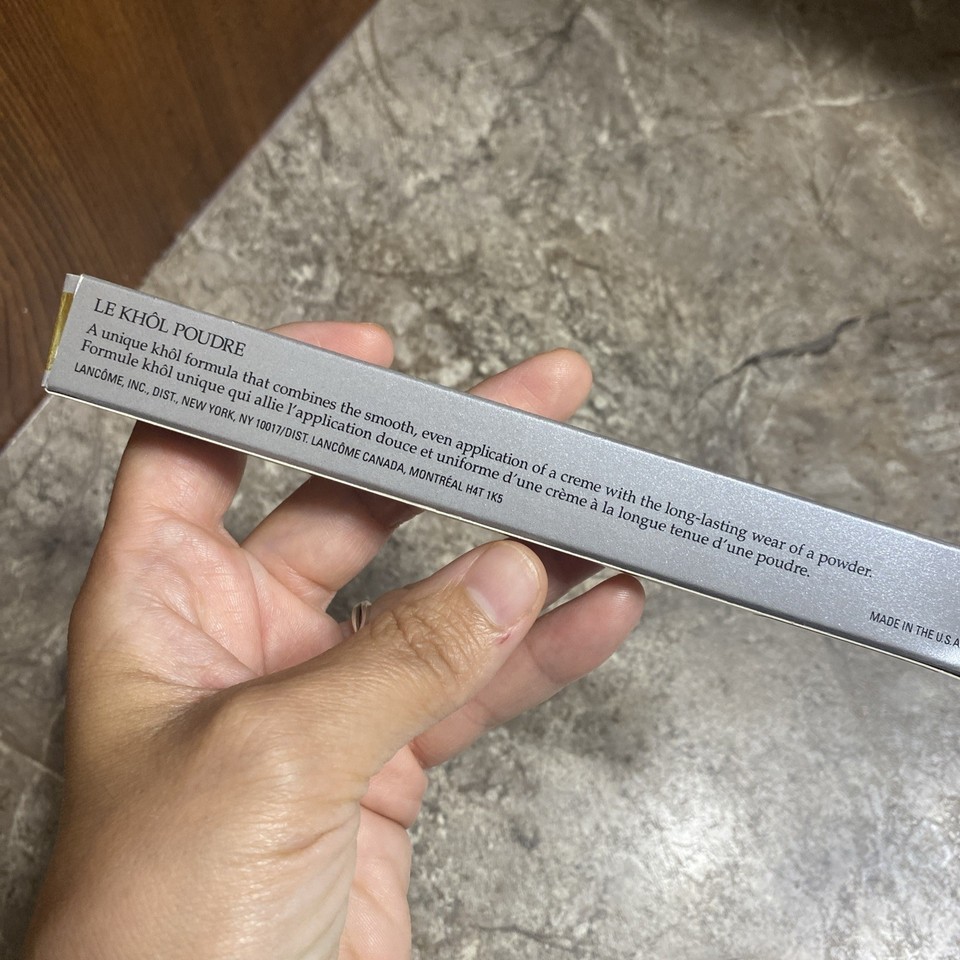 LE KHÔL POUDRE
A unique khôl formula that combines the smooth, even application of a creme with the long-lasting wear of a powder.
Formule khôl unique qui allie l'application douce et uniforme d'une crème à la longue tenue d'une poudre.
LANCÔME, INC., DIST., NEW YORK, NY 10017/DIST. LANCÔME CANADA, MONTRÉAL H4T 1K5
MADE IN THE U.S.A